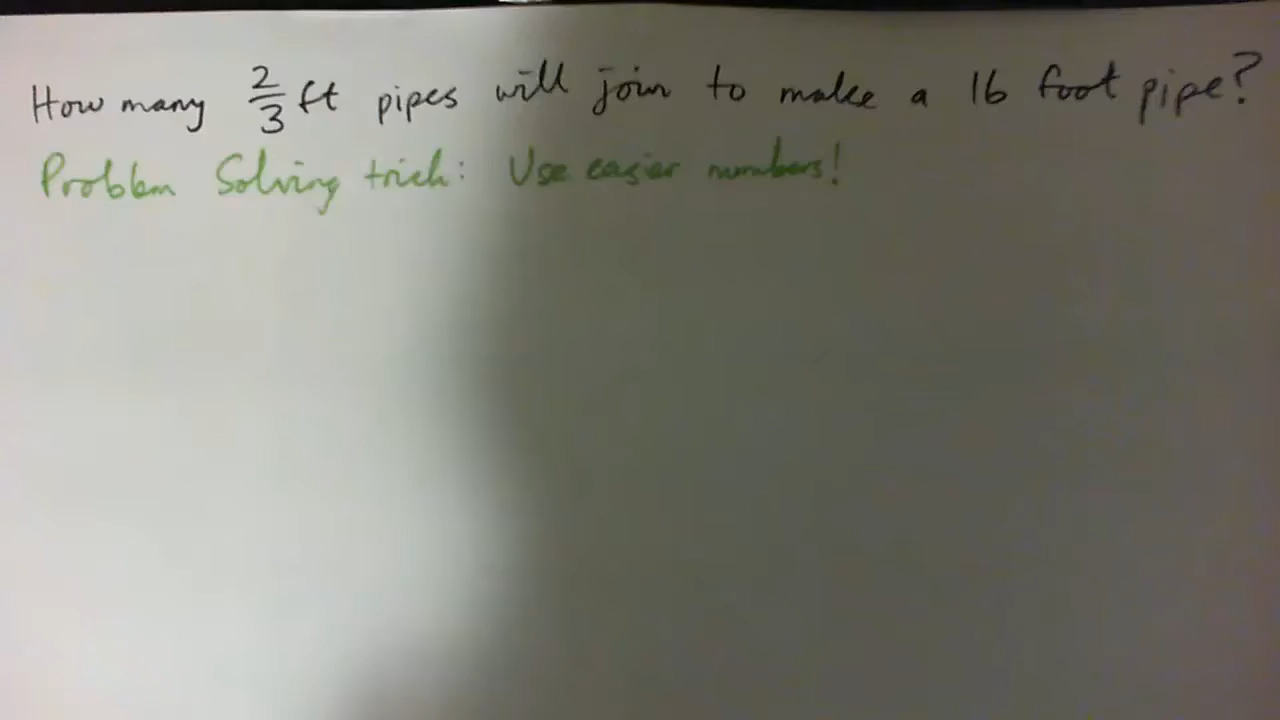 How many 2/3 ft pipes will join to make a 16 foot pipe?
Problem Solving trick: Use easier numbers!